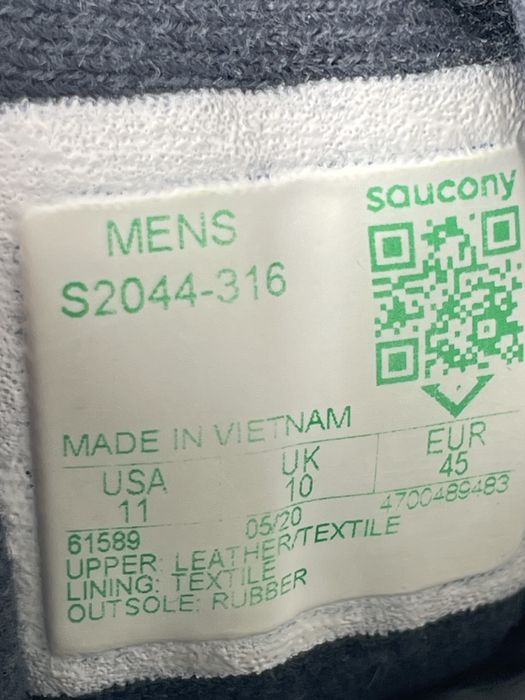 saucony
MENS
S2044-316
MADE IN VIETNAM
USA UK EUR
11 10 45
61589 05/20 4700489483
UPPER: LEATHER/TEXTILE
LINING: TEXTILE
OUTSOLE: RUBBER